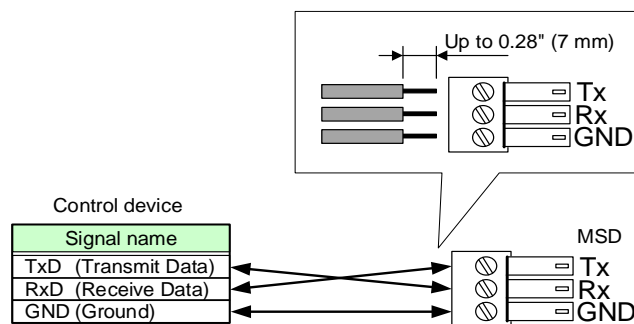 Up to 0.28" (7 mm)
Tx
Rx
GND
Control device
Signal name
TxD (Transmit Data)
RxD (Receive Data)
GND (Ground)
MSD
Tx
Rx
GND